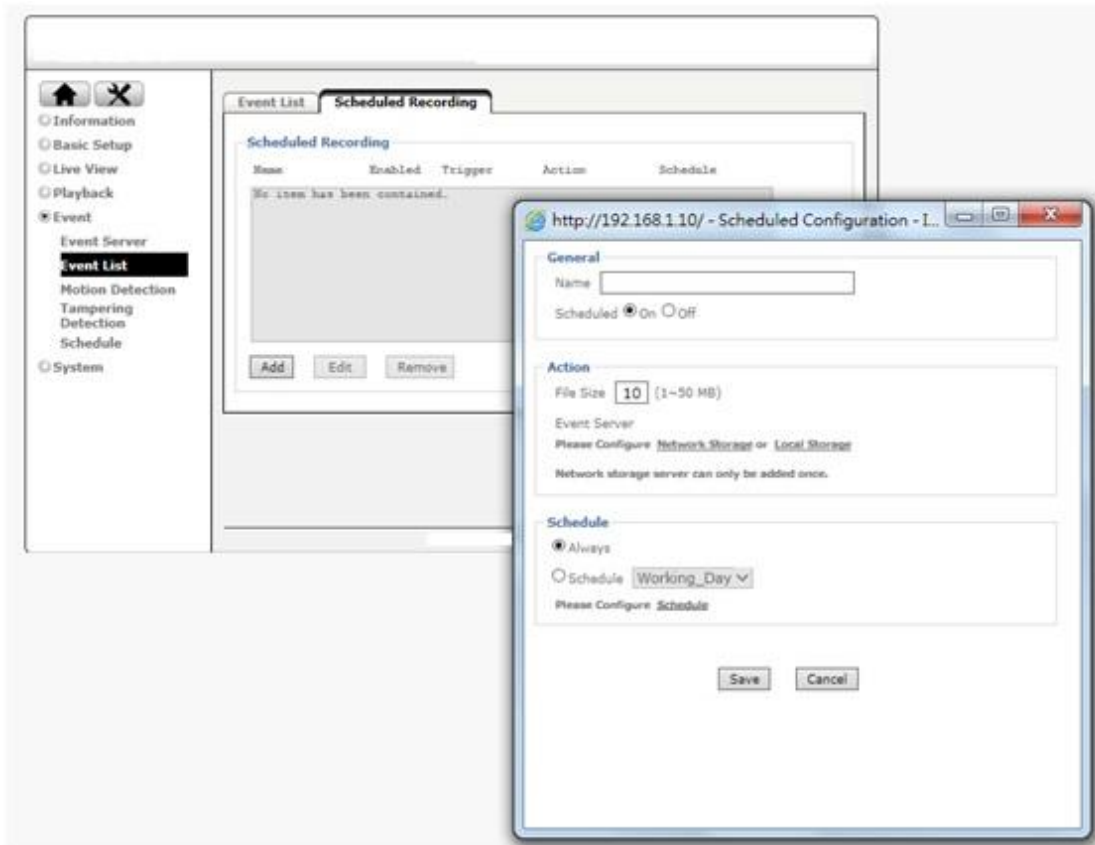 Information
Basic Setup
Live View
Playback
Event
Event Server
Event List
Motion Detection
Tampering
Detection
Schedule
System
Event List Scheduled Recording
Scheduled Recording
Name Enabled Trigger Action Schedule
No item has been contained.
Add Edit Remove
http://192.168.1.10/ - Scheduled Configuration - I...
General
Name
Scheduled On Off
Action
File Size 10 (1~50 MB)
Event Server
Please Configure Network Storage or Local Storage
Network storage server can only be added once.
Schedule
Always
Schedule Working_Day
Please Configure Schedule
Save Cancel